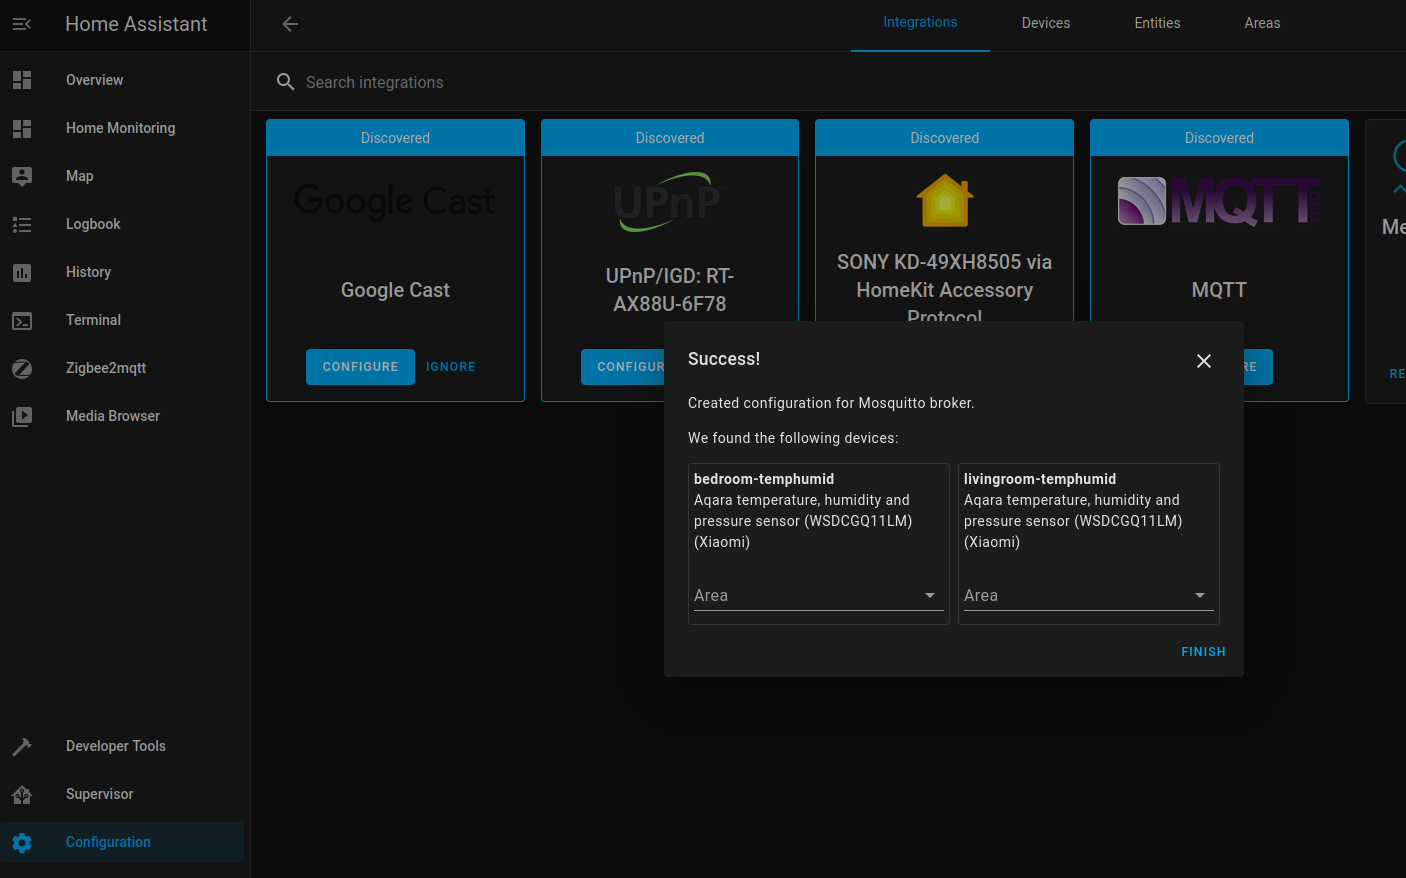 Home Assistant
Integrations
Devices
Entities
Areas
Search integrations
Overview
Home Monitoring
Map
Logbook
History
Terminal
Zigbee2mqtt
Media Browser
Developer Tools
Supervisor
Configuration
Discovered
Google Cast
Google Cast
CONFIGURE
IGNORE
Discovered
UPnP
UPnP/IGD: RT-
AX88U-6F78
Discovered
SONY KD-49XH8505 via
HomeKit Accessory
Protocol
Discovered
MQTT
MQTT
Me
RE
Success!
Created configuration for Mosquitto broker.
We found the following devices:
bedroom-temphumid
Aqara temperature, humidity and
pressure sensor (WSDCGQ11LM)
(Xiaomi)
Area
livingroom-temphumid
Aqara temperature, humidity and
pressure sensor (WSDCGQ11LM)
(Xiaomi)
Area
FINISH